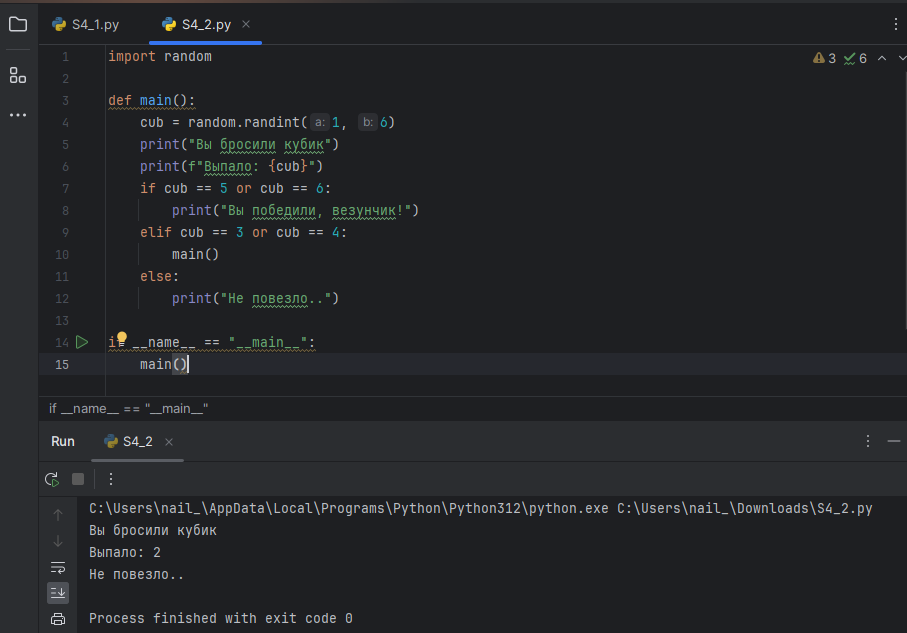 S4_1.py S4_2.py ×
3 6
1 import random
2
3 def main():
4 cub = random.randint( a: 1, b: 6)
5 print("Вы бросили кубик")
6 print(f"Выпало: {cub}")
7 if cub == 5 or cub == 6:
8 print("Вы победили, везунчик!")
9 elif cub == 3 or cub == 4:
10 main()
11 else:
12 print("Не повезло..")
13
14 if __name__ == "__main__":
15 main()
if __name__ == "__main__"
Run S4_2 ×
C:\Users\nail_\AppData\Local\Programs\Python\Python312\python.exe C:\Users\nail_\Downloads\S4_2.py
Вы бросили кубик
Выпало: 2
Не повезло..
Process finished with exit code 0